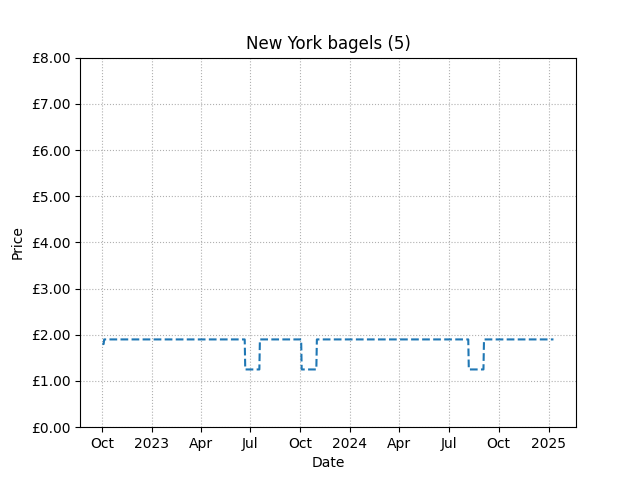 New York bagels (5)
£8.00
£7.00
£6.00
£5.00
£4.00
£3.00
£2.00
£1.00
£0.00
Price
Oct 2023 Apr Jul Oct 2024 Apr Jul Oct 2025
Date